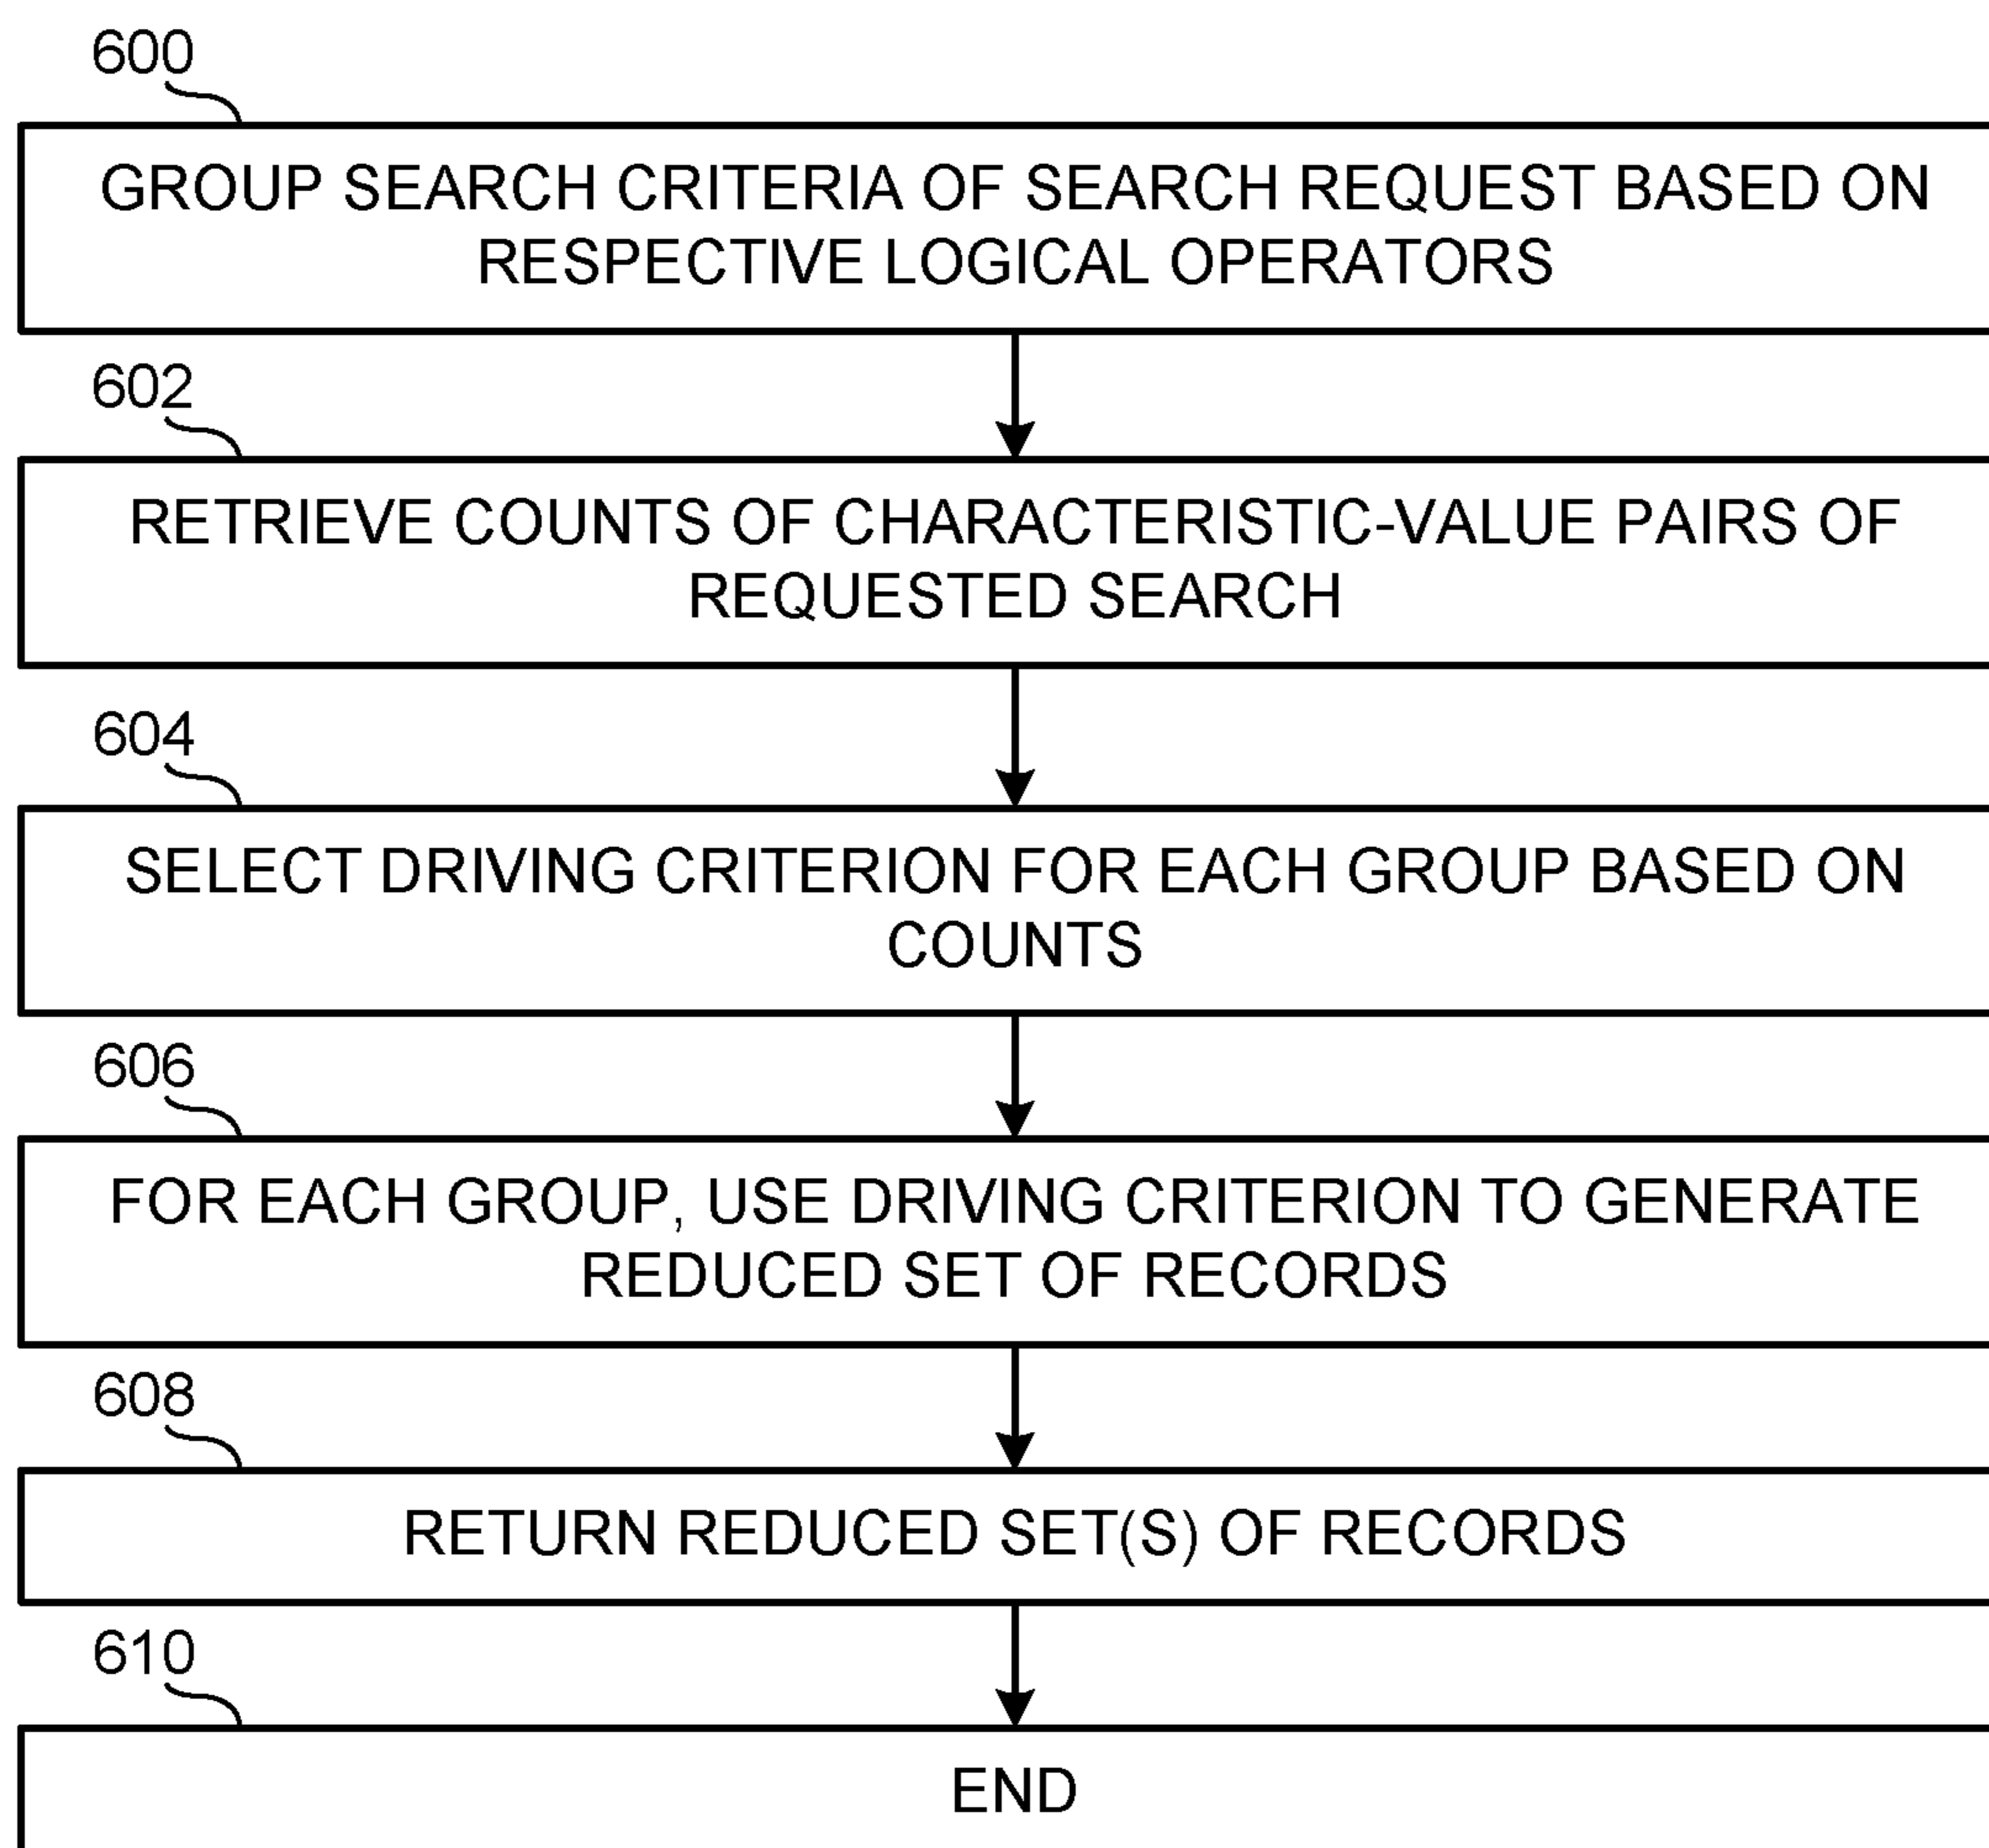 600
GROUP SEARCH CRITERIA OF SEARCH REQUEST BASED ON
RESPECTIVE LOGICAL OPERATORS
602
RETRIEVE COUNTS OF CHARACTERISTIC-VALUE PAIRS OF
REQUESTED SEARCH
604
SELECT DRIVING CRITERION FOR EACH GROUP BASED ON
COUNTS
606
FOR EACH GROUP, USE DRIVING CRITERION TO GENERATE
REDUCED SET OF RECORDS
608
RETURN REDUCED SET(S) OF RECORDS
610
END